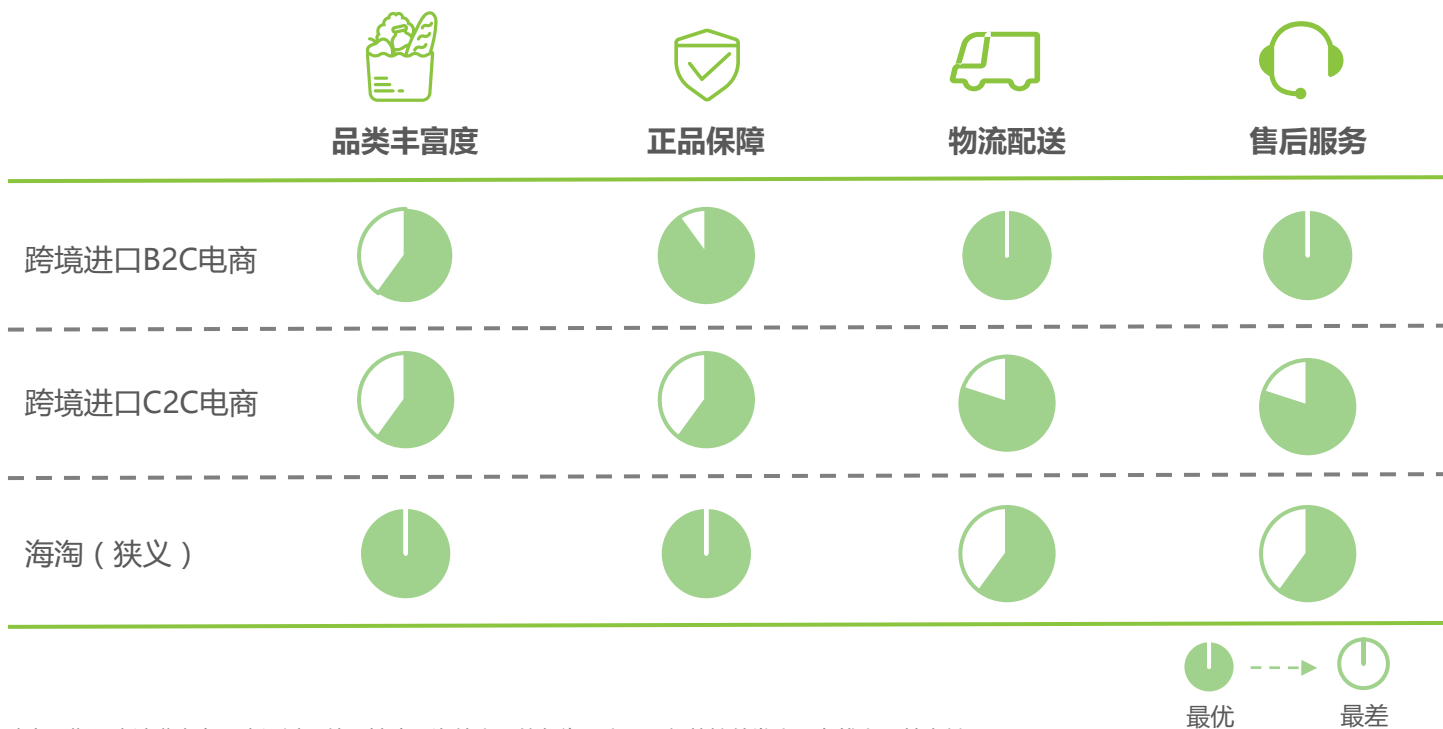 品类丰富度 正品保障 物流配送 售后服务
跨境进口B2C电商
跨境进口C2C电商
海淘（狭义）
最优 最差